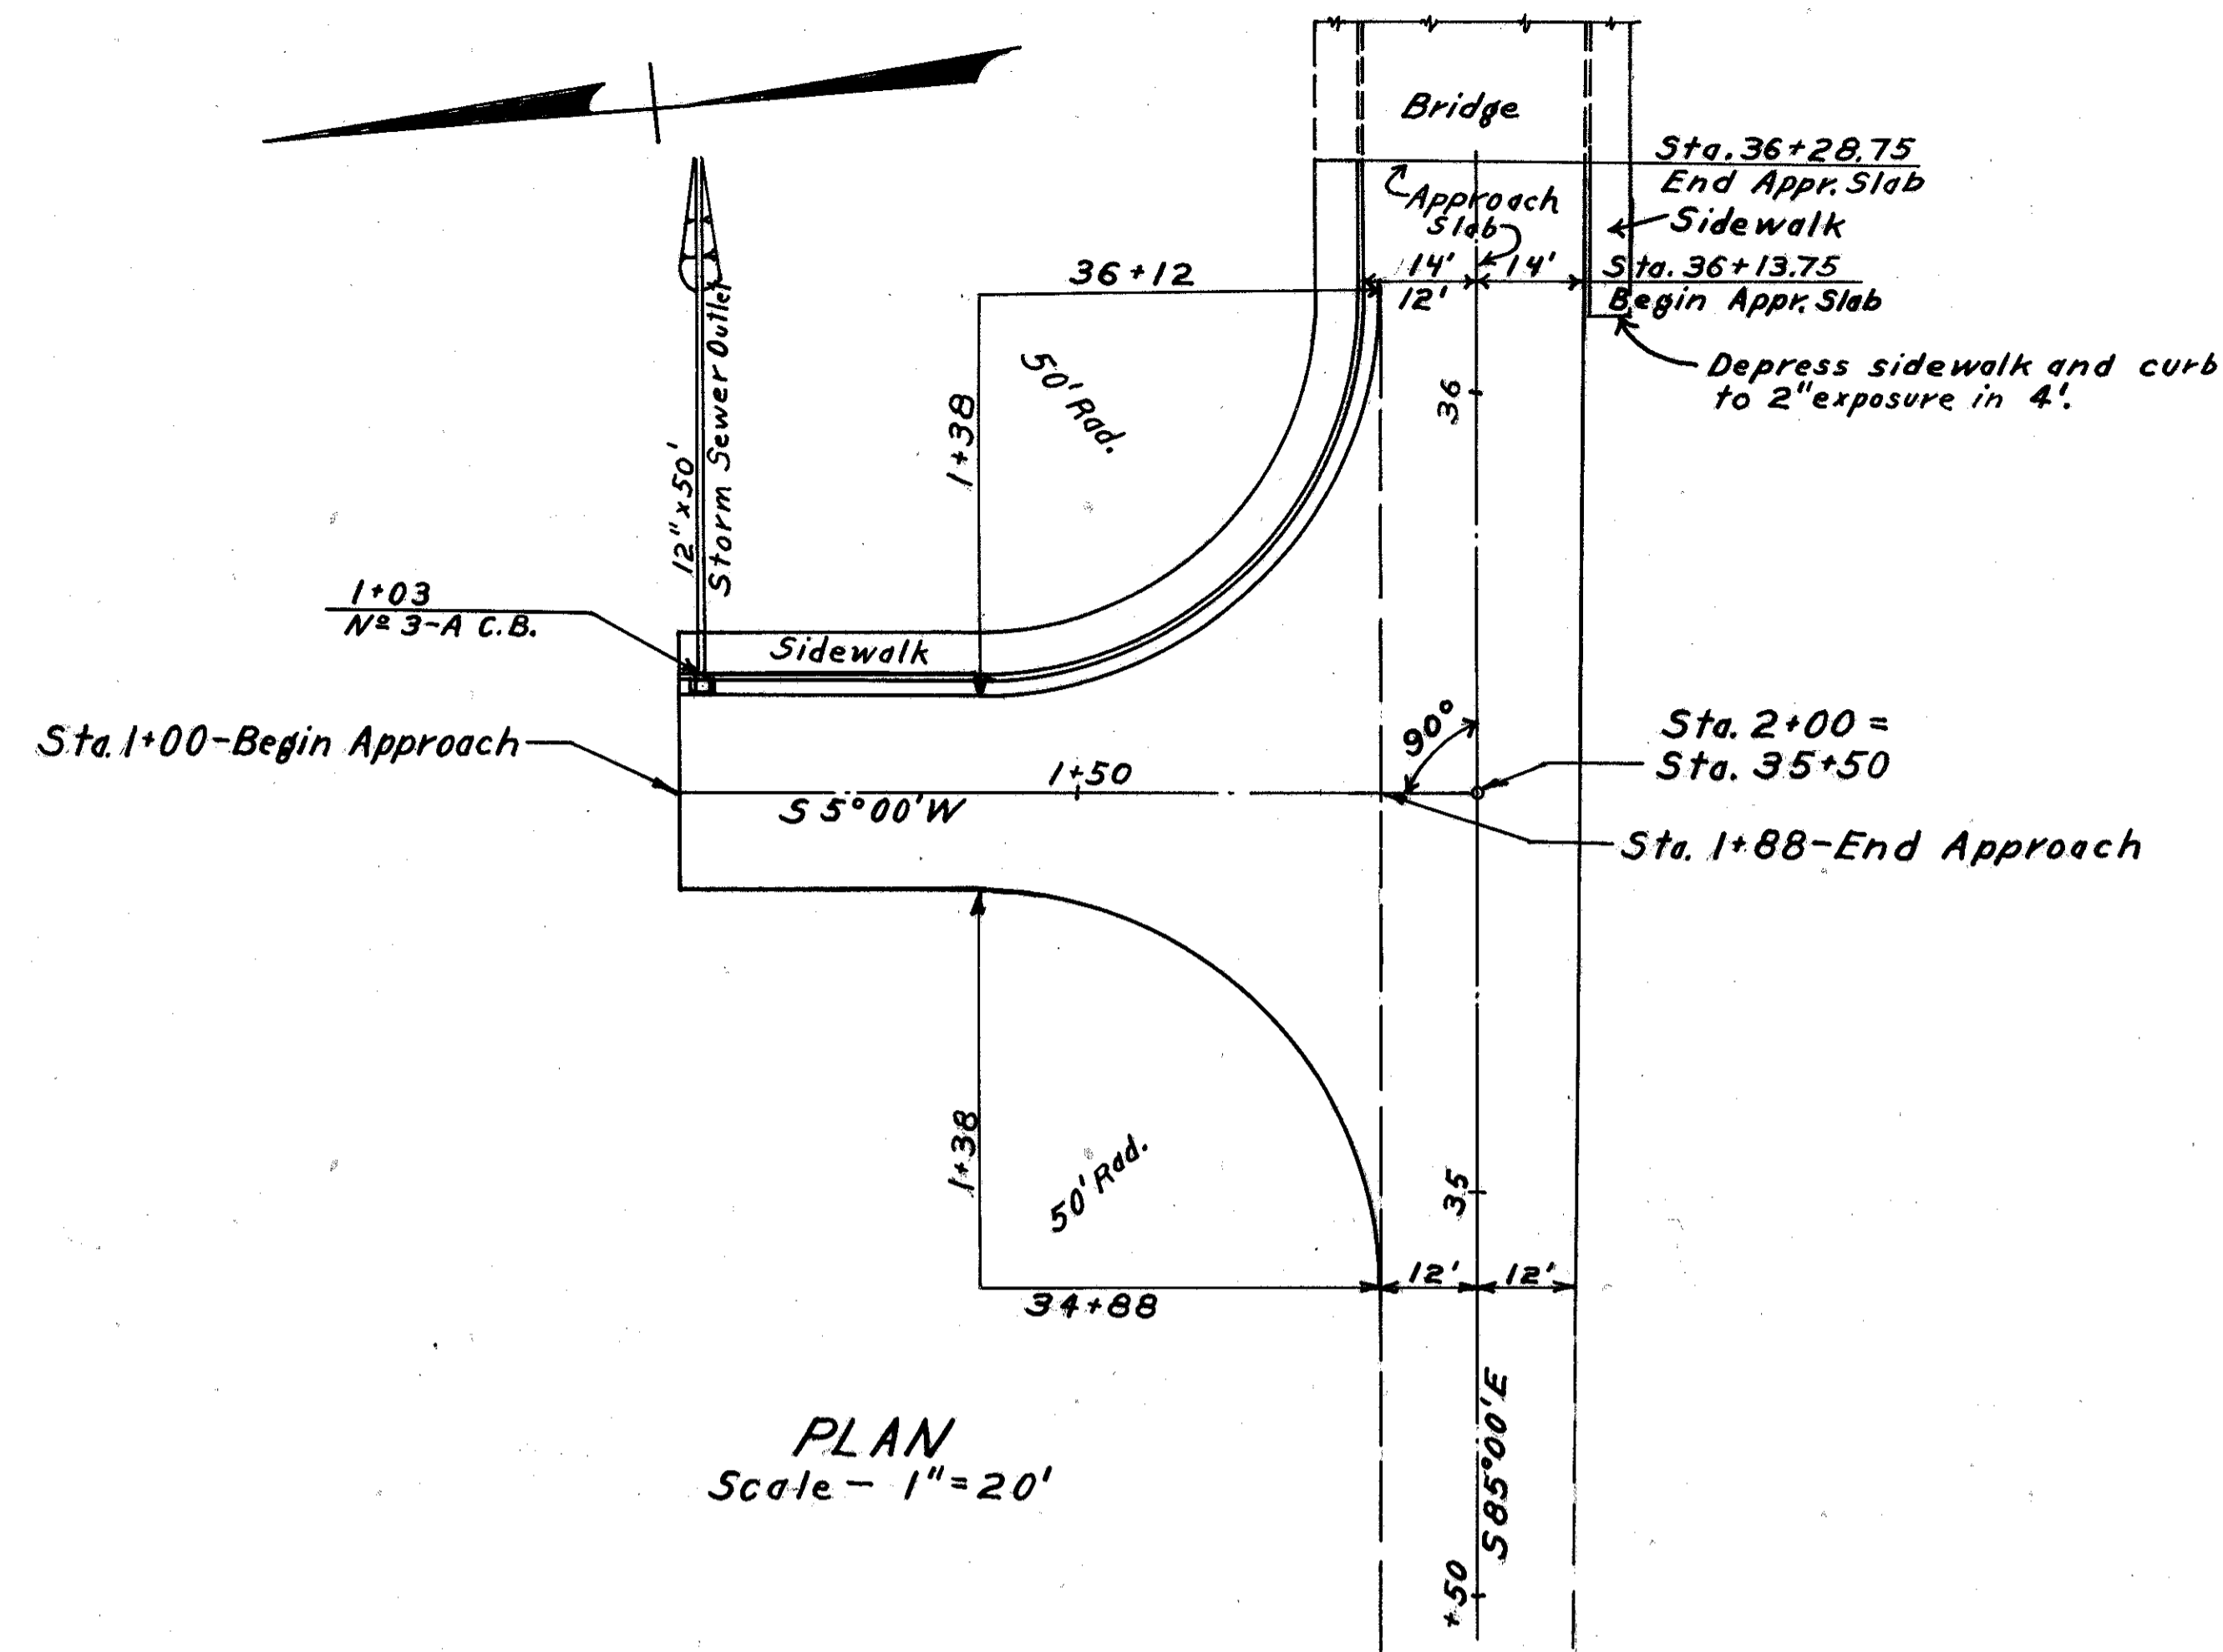 Bridge
Sta. 36+28.75
End Appr. Slab
Approach
Slab
Sidewalk
36+12
14' 14'
12'
Sta. 36+13.75
Begin Appr. Slab
Depress sidewalk and curb
to 2" exposure in 4'.
50' Rad.
1+38
36
12" x 50'
Storm Sewer Outlet
1+03
Nº 3-A C.B.
Sidewalk
Sta. 1+00-Begin Approach
90°
Sta. 2+00 =
Sta. 35+50
1+50
S 5°00' W
Sta. 1+88-End Approach
1+38
50' Rad.
35
12' 12'
34+88
S 85°00' E
+50
PLAN
Scale - 1" = 20'